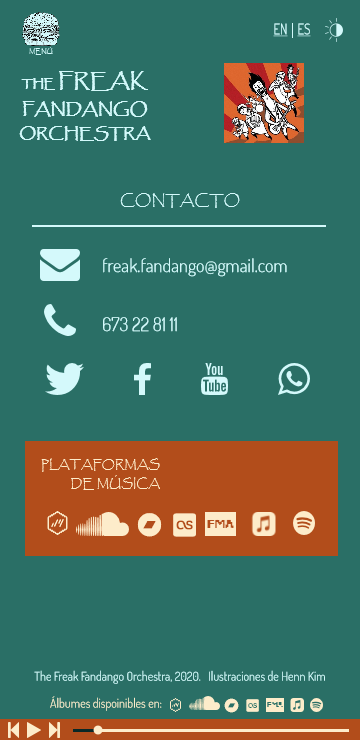 MENÚ
EN | ES
THE FREAK
FANDANGO
ORCHESTRA
CONTACTO
freak.fandango@gmail.com
673 22 81 11
You
Tube
PLATAFORMAS
DE MÚSICA
FMA
The Freak Fandango Orchestra, 2020. Ilustraciones de Henn Kim
Álbumes dispoinibles en:
FMA